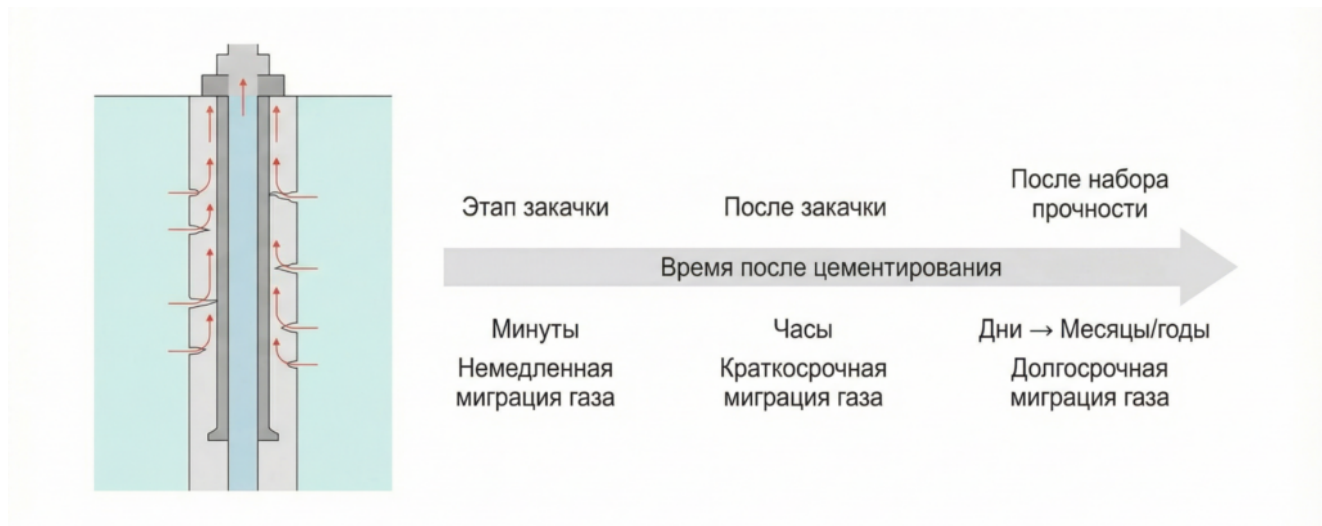 Этап закачки
После закачки
После набора
прочности
Время после цементирования
Минуты
Часы
Дни → Месяцы/годы
Немедленная
миграция газа
Краткосрочная
миграция газа
Долгосрочная
миграция газа